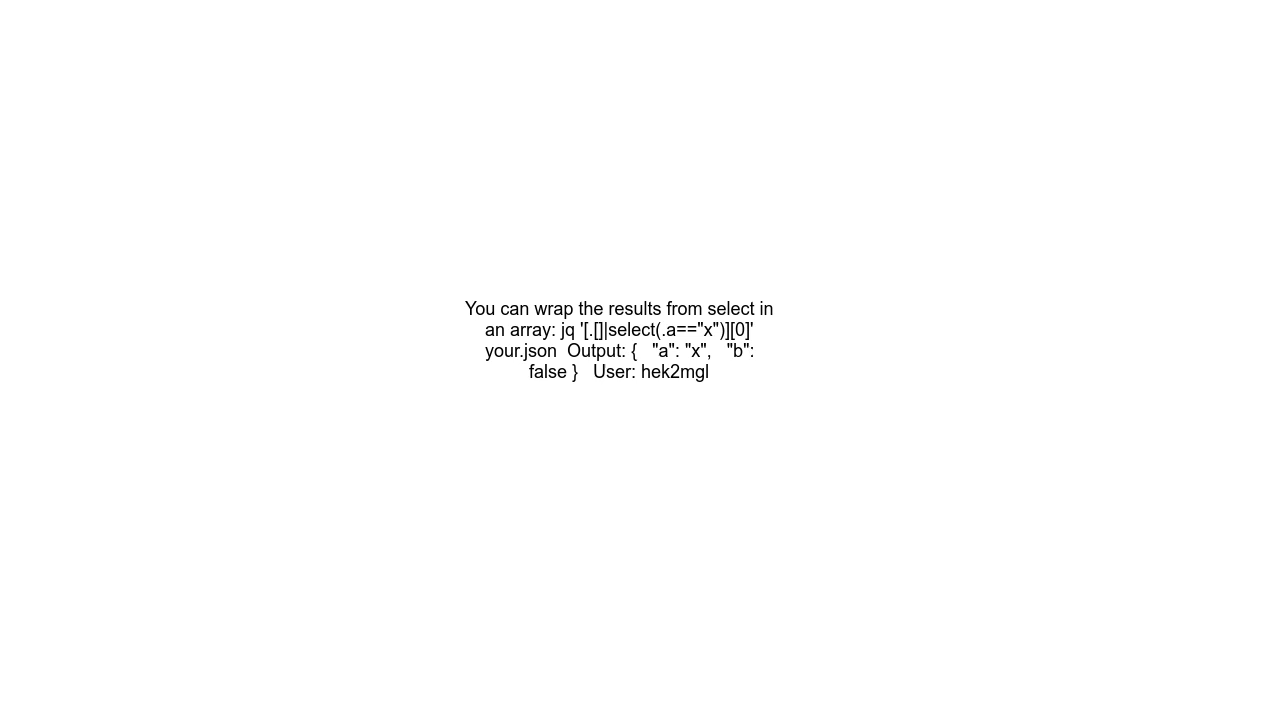 You can wrap the results from select in
an array: jq '[.[]|select(.a=="x")][0]'
your.json  Output: {   "a": "x",   "b":
false }   User: hek2mgl